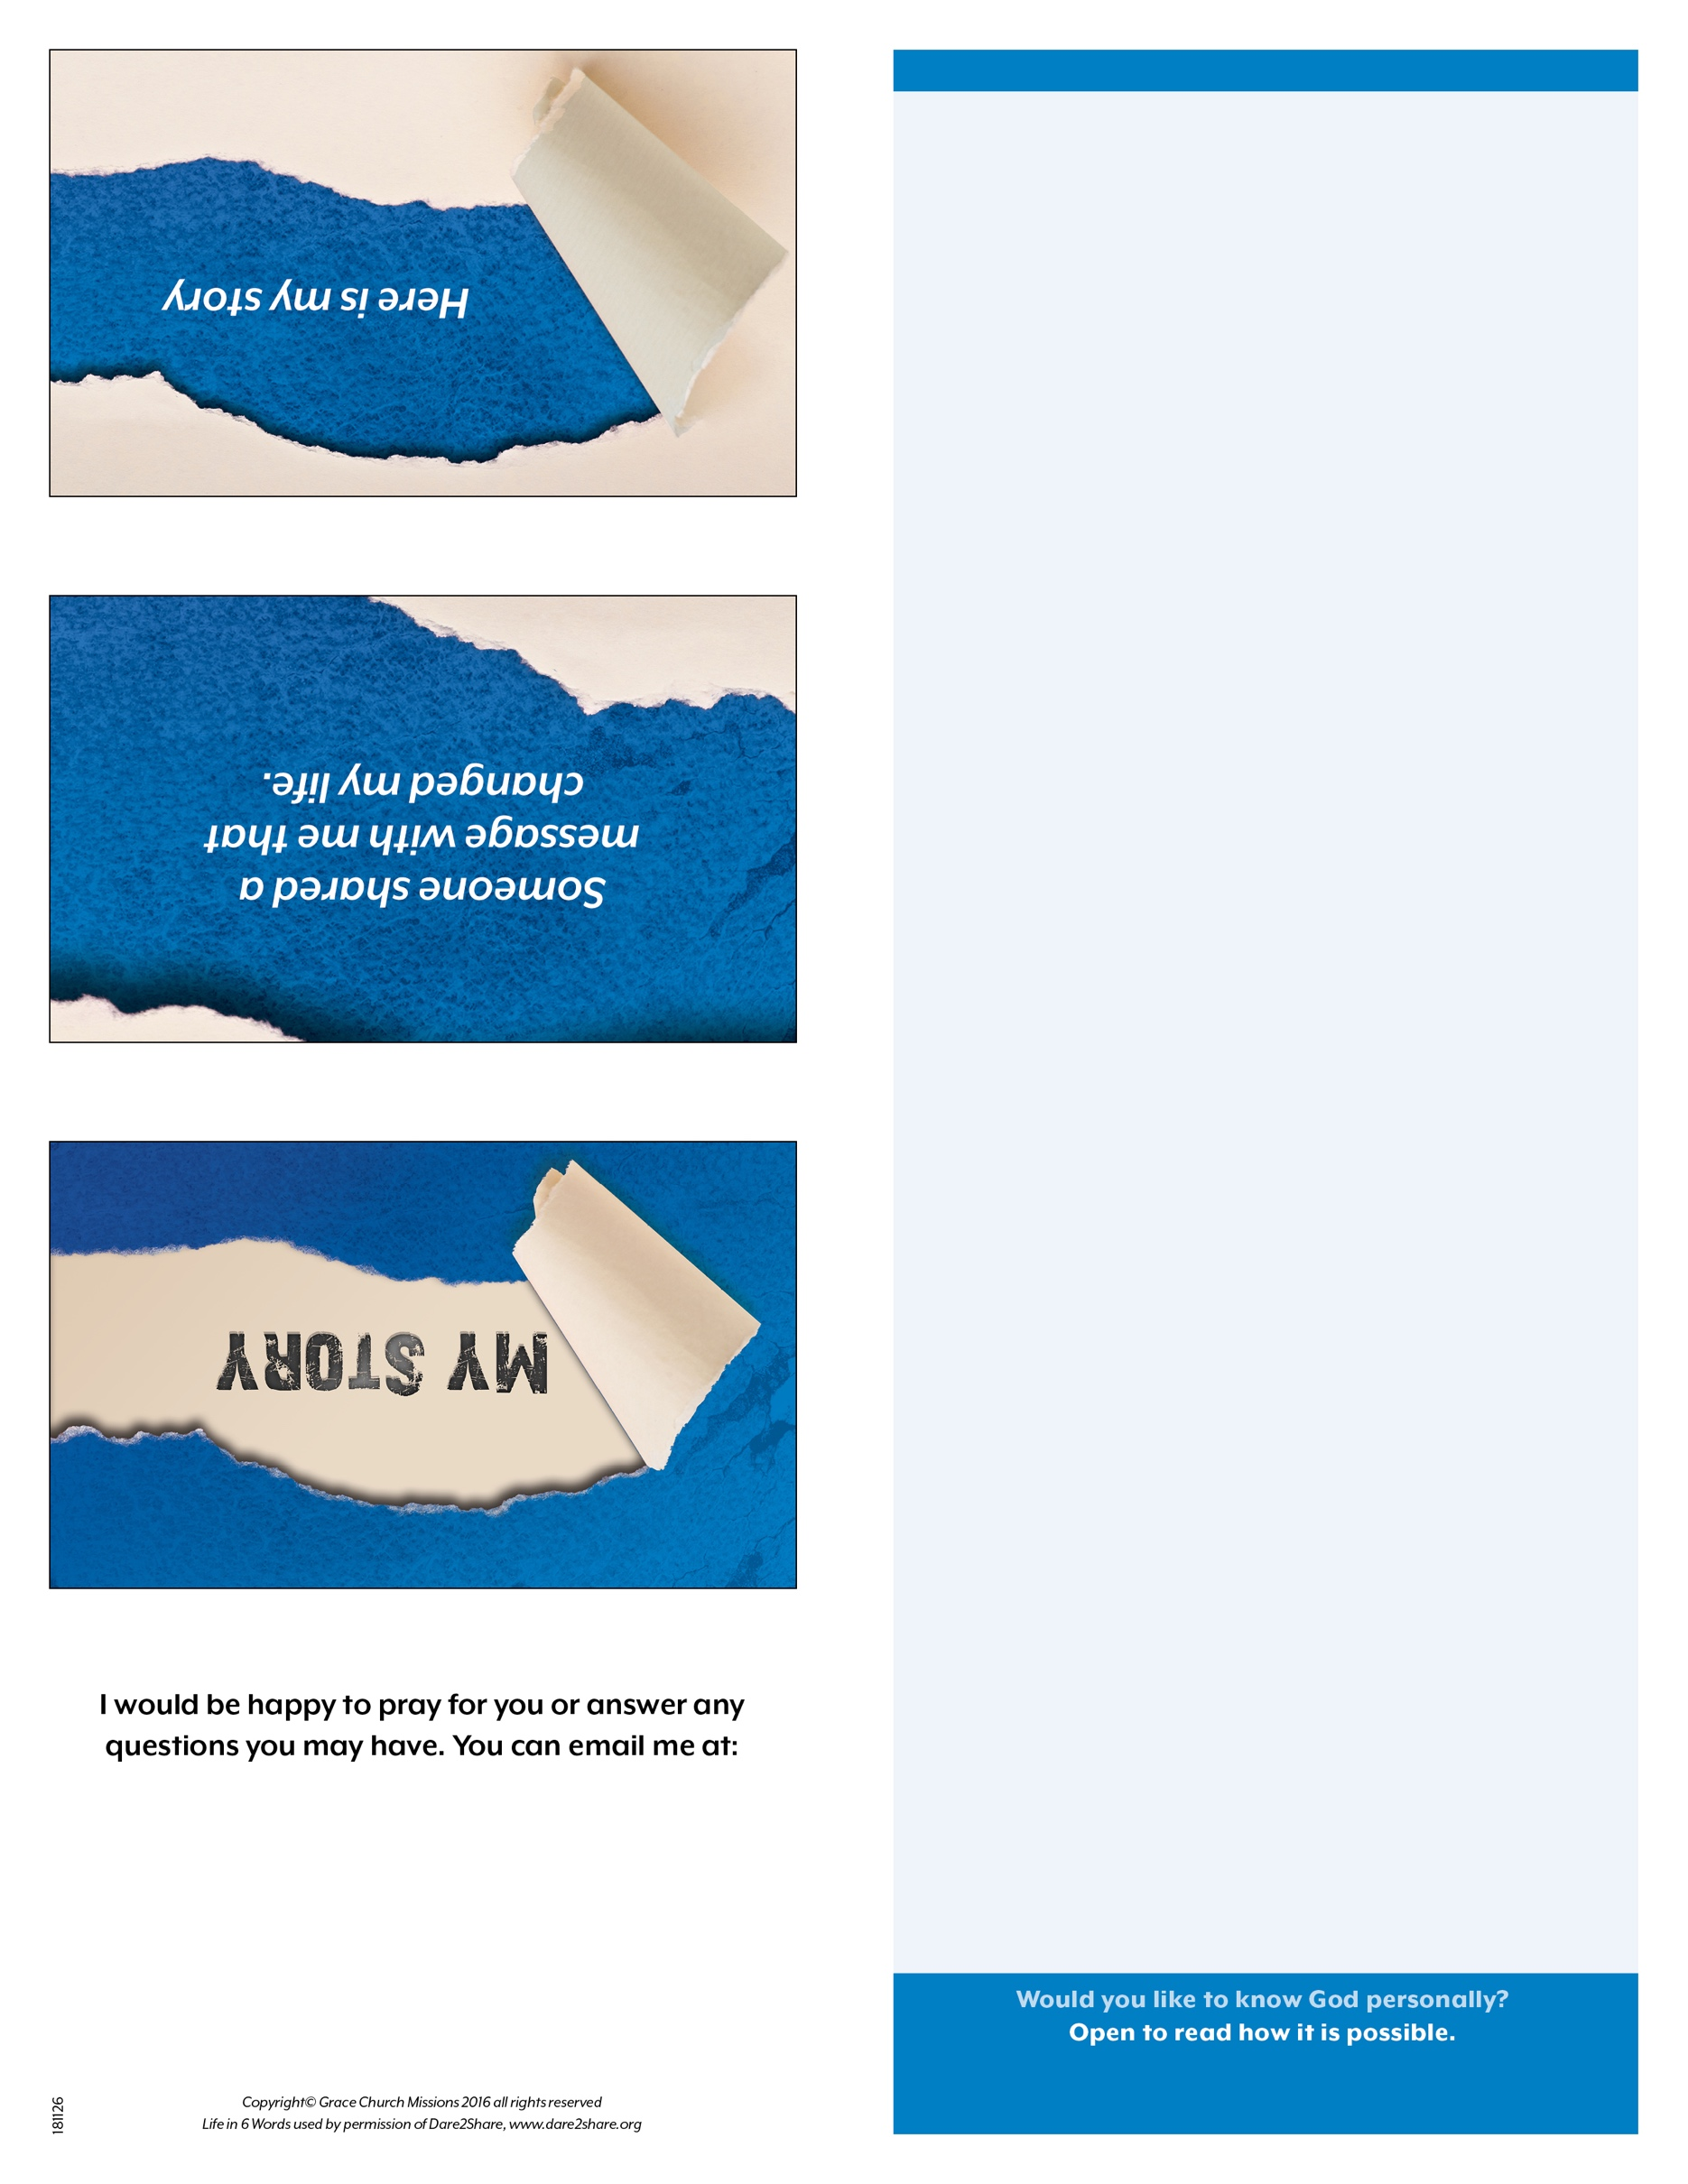 Here is my story
Someone shared a
message with me that
changed my life.
MY STORY
I would be happy to pray for you or answer any
questions you may have. You can email me at:
Copyright© Grace Church Missions 2016 all rights reserved
Life in 6 Words used by permission of Dare2Share, www.dare2share.org
181126
Would you like to know God personally?
Open to read how it is possible.